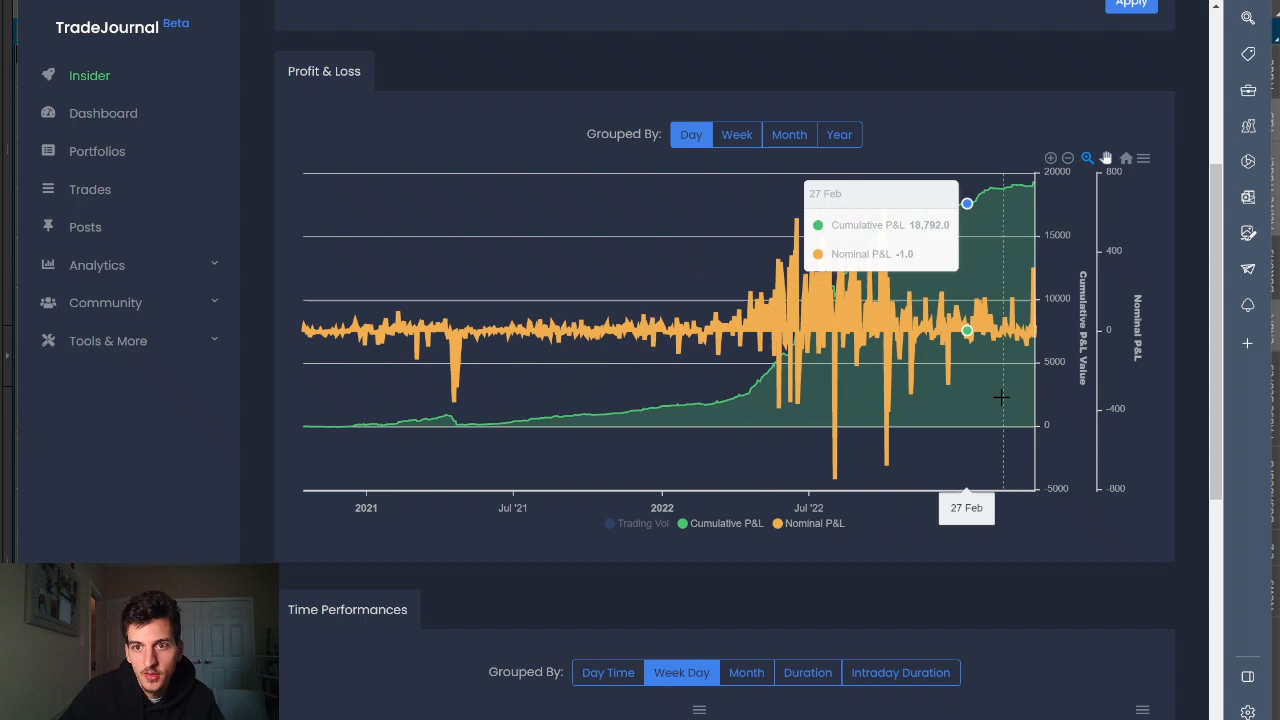 Apply
TradeJournal Beta
Insider
Dashboard
Portfolios
Trades
Posts
Analytics
Community
Tools & More
Profit & Loss
Grouped By: Day Week Month Year
27 Feb
Cumulative P&L 18,792.0
Nominal P&L -1.0
20000
15000
10000
5000
0
-5000
Cumulative P&L Value
800
400
0
-400
-800
Nominal P&L
2021 Jul '21 2022 Jul '22 27 Feb
Trading Vol Cumulative P&L Nominal P&L
Time Performances
Grouped By: Day Time Week Day Month Duration Intraday Duration